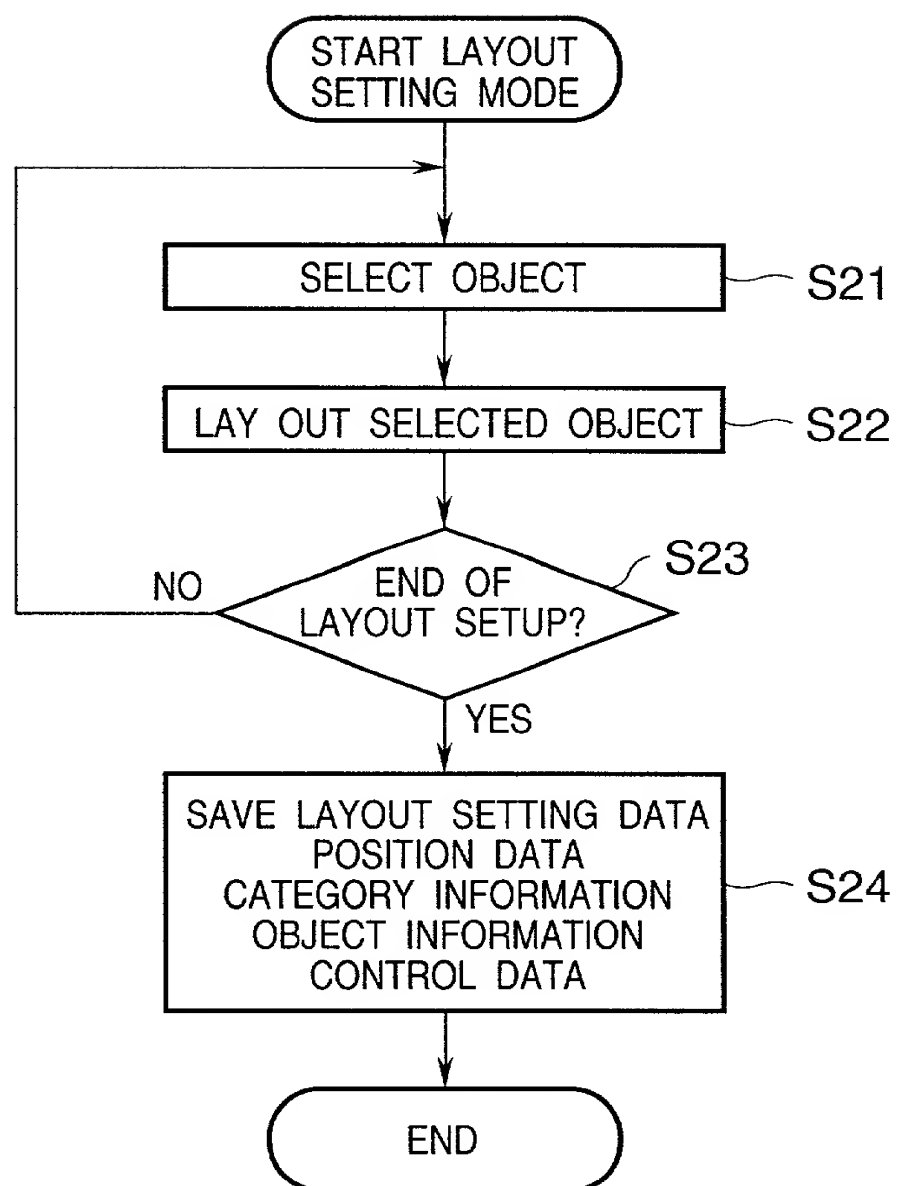 START LAYOUT
SETTING MODE
SELECT OBJECT
S21
LAY OUT SELECTED OBJECT
S22
S23
END OF
LAYOUT SETUP?
NO
YES
SAVE LAYOUT SETTING DATA
POSITION DATA
CATEGORY INFORMATION
OBJECT INFORMATION
CONTROL DATA
S24
END